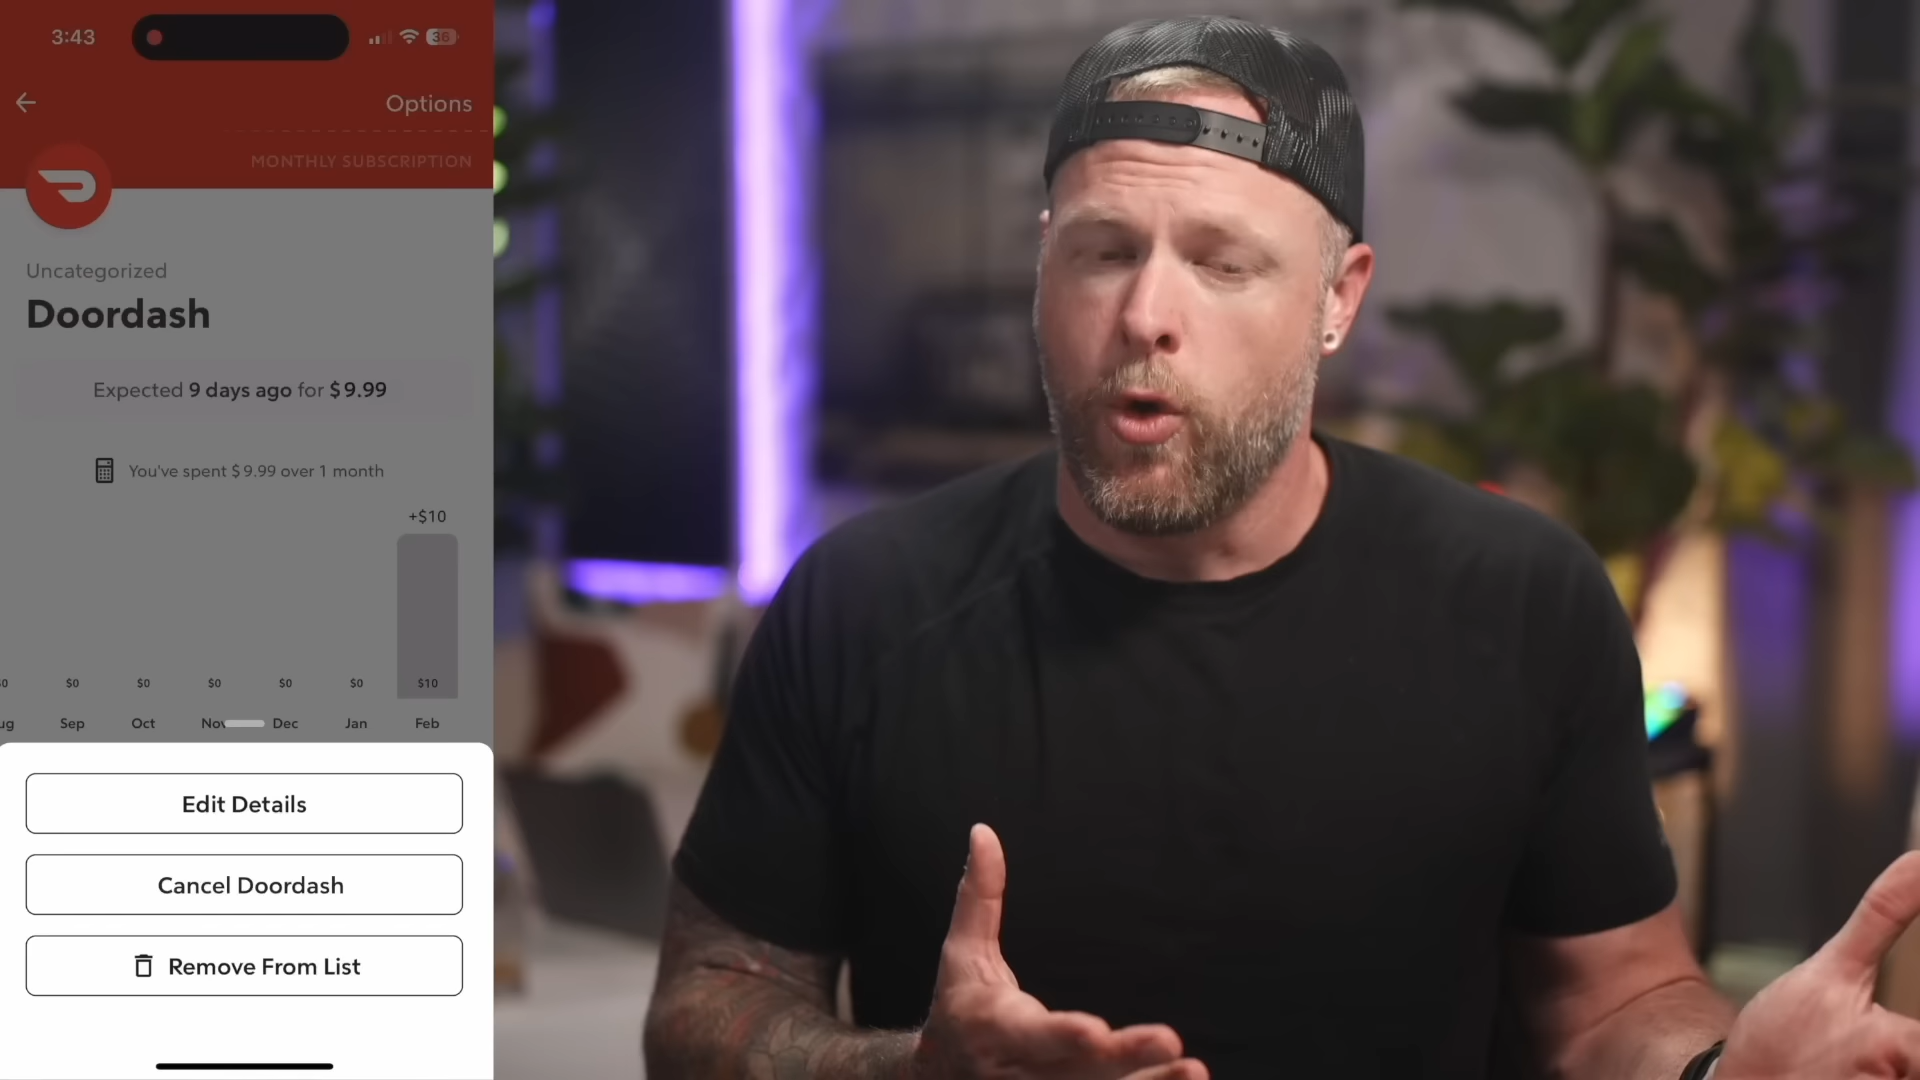 3:43
36
Options
MONTHLY SUBSCRIPTION
Uncategorized
Doordash
Expected 9 days ago for $9.99
You've spent $9.99 over 1 month
+$10
$0 $0 $0 $0 $0 $10
Sep Oct Nov Dec Jan Feb
Edit Details
Cancel Doordash
Remove From List